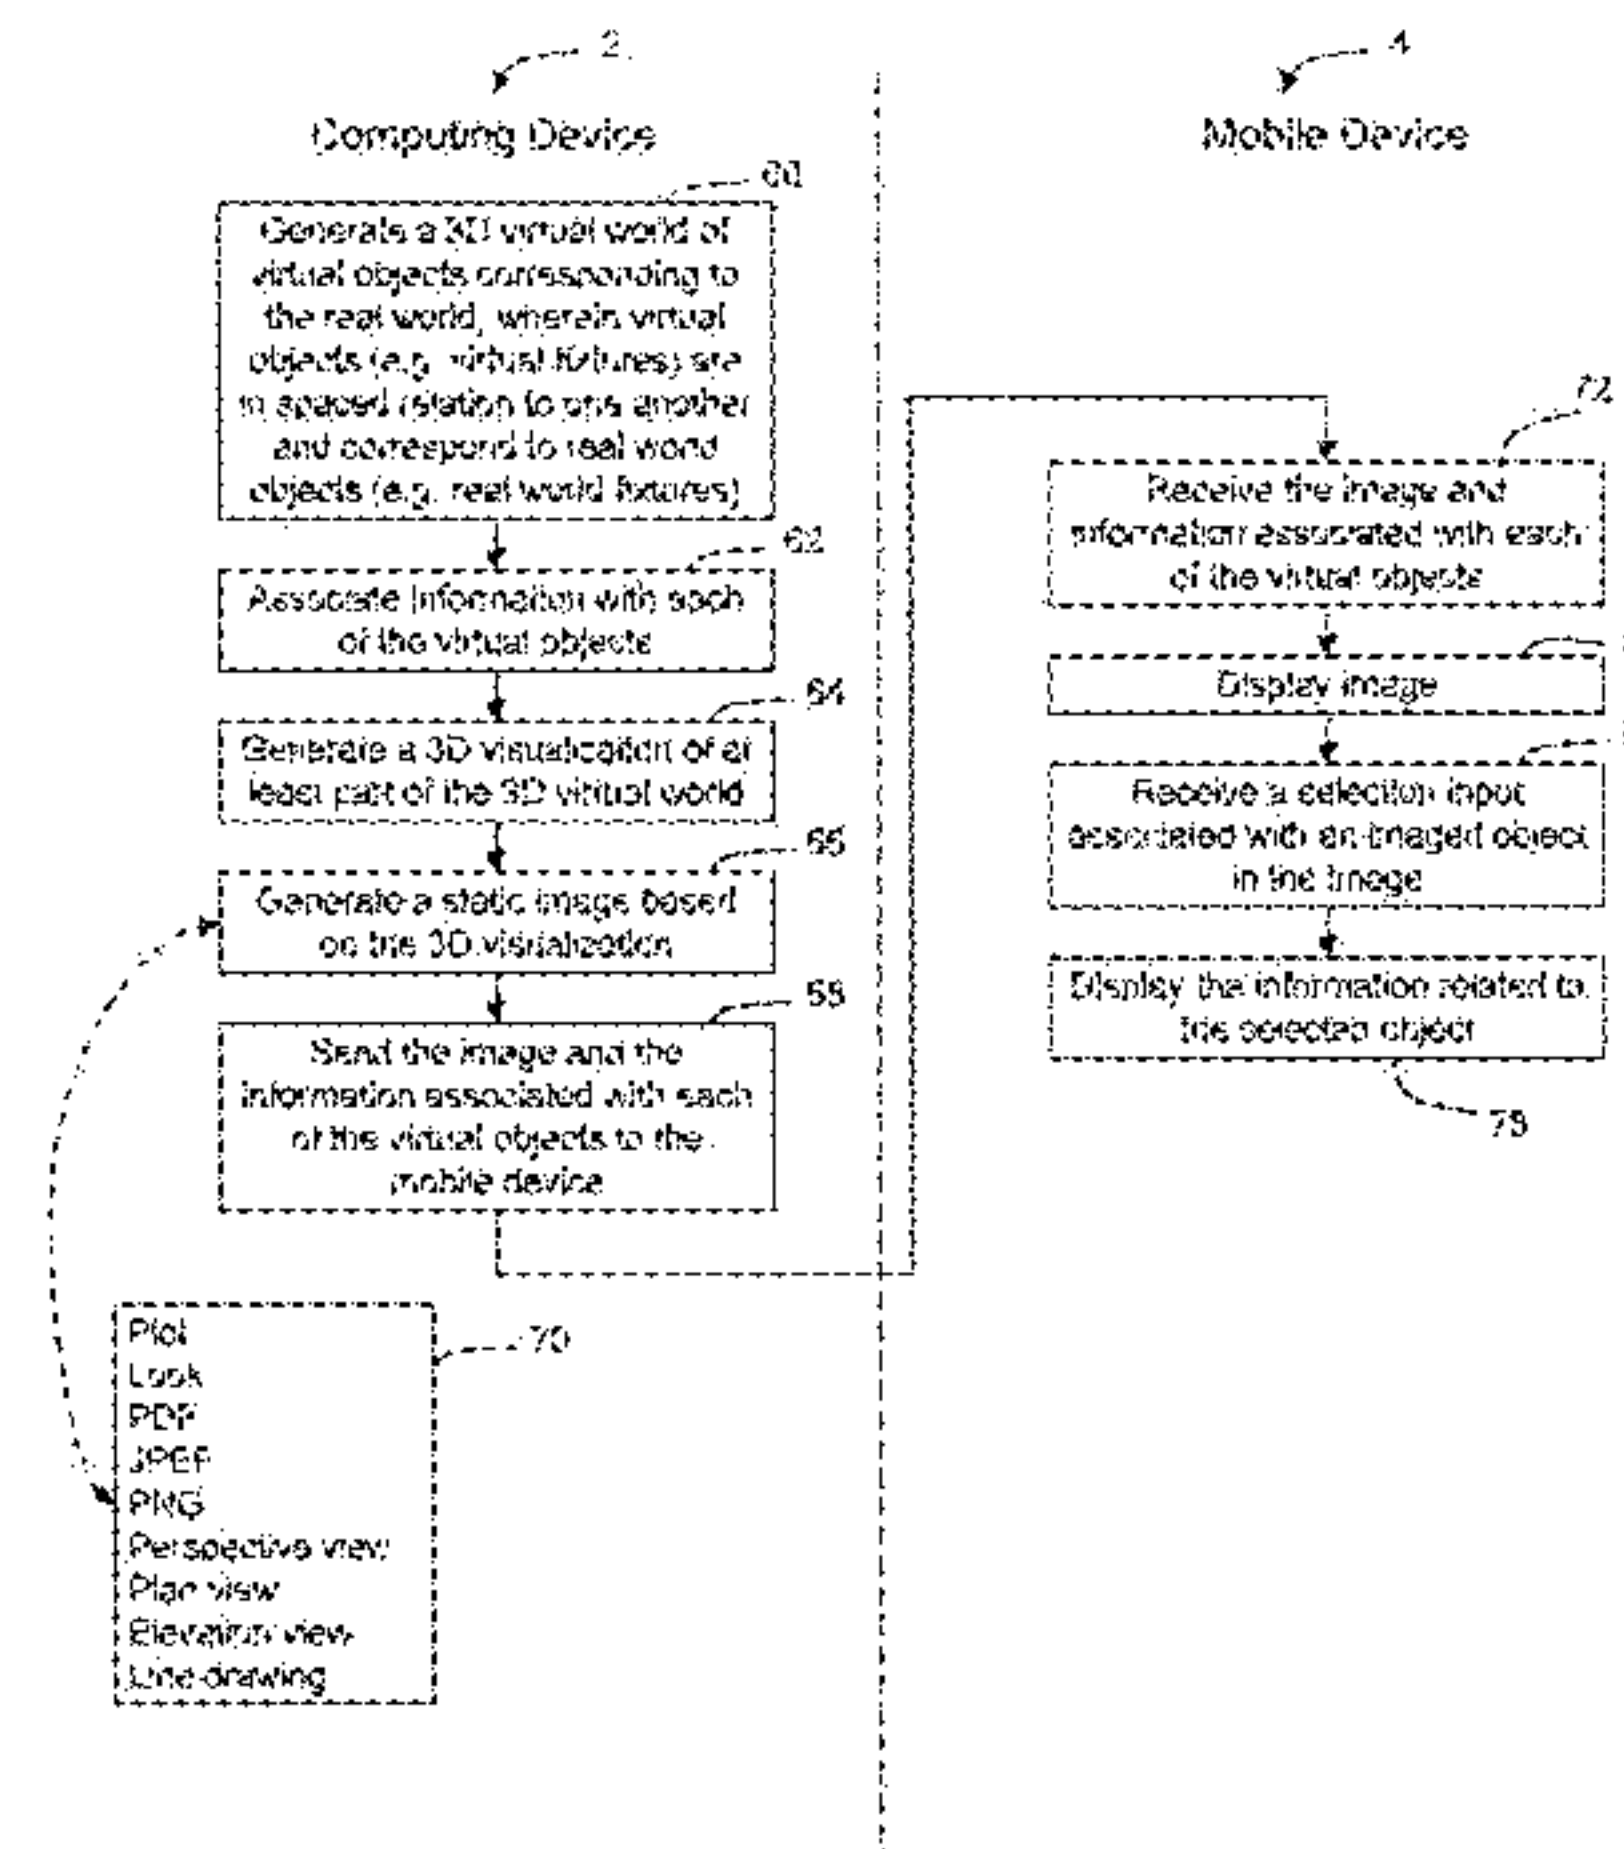 2
Computing Device
60
Generate a 3D virtual world of
virtual objects corresponding to
the real world, wherein virtual
objects (e.g. virtual fixtures) are
in spaced relation to one another
and correspond to real world
objects (e.g. real world fixtures)
62
Associate information with each
of the virtual objects
64
Generate a 3D visualization of at
least part of the 3D virtual world
66
Generate a static image based
on the 3D visualization
68
Send the image and the
information associated with each
of the virtual objects to the
mobile device
70
Plot
Look
PDF
PNG
Perspective view
Plan view
Elevation view
Line drawing
4
Mobile Device
72
Receive the image and
information associated with each
of the virtual objects
Display image
Receive a selection input
associated with an imaged object
in the image
Display the information related to
the selected object
78